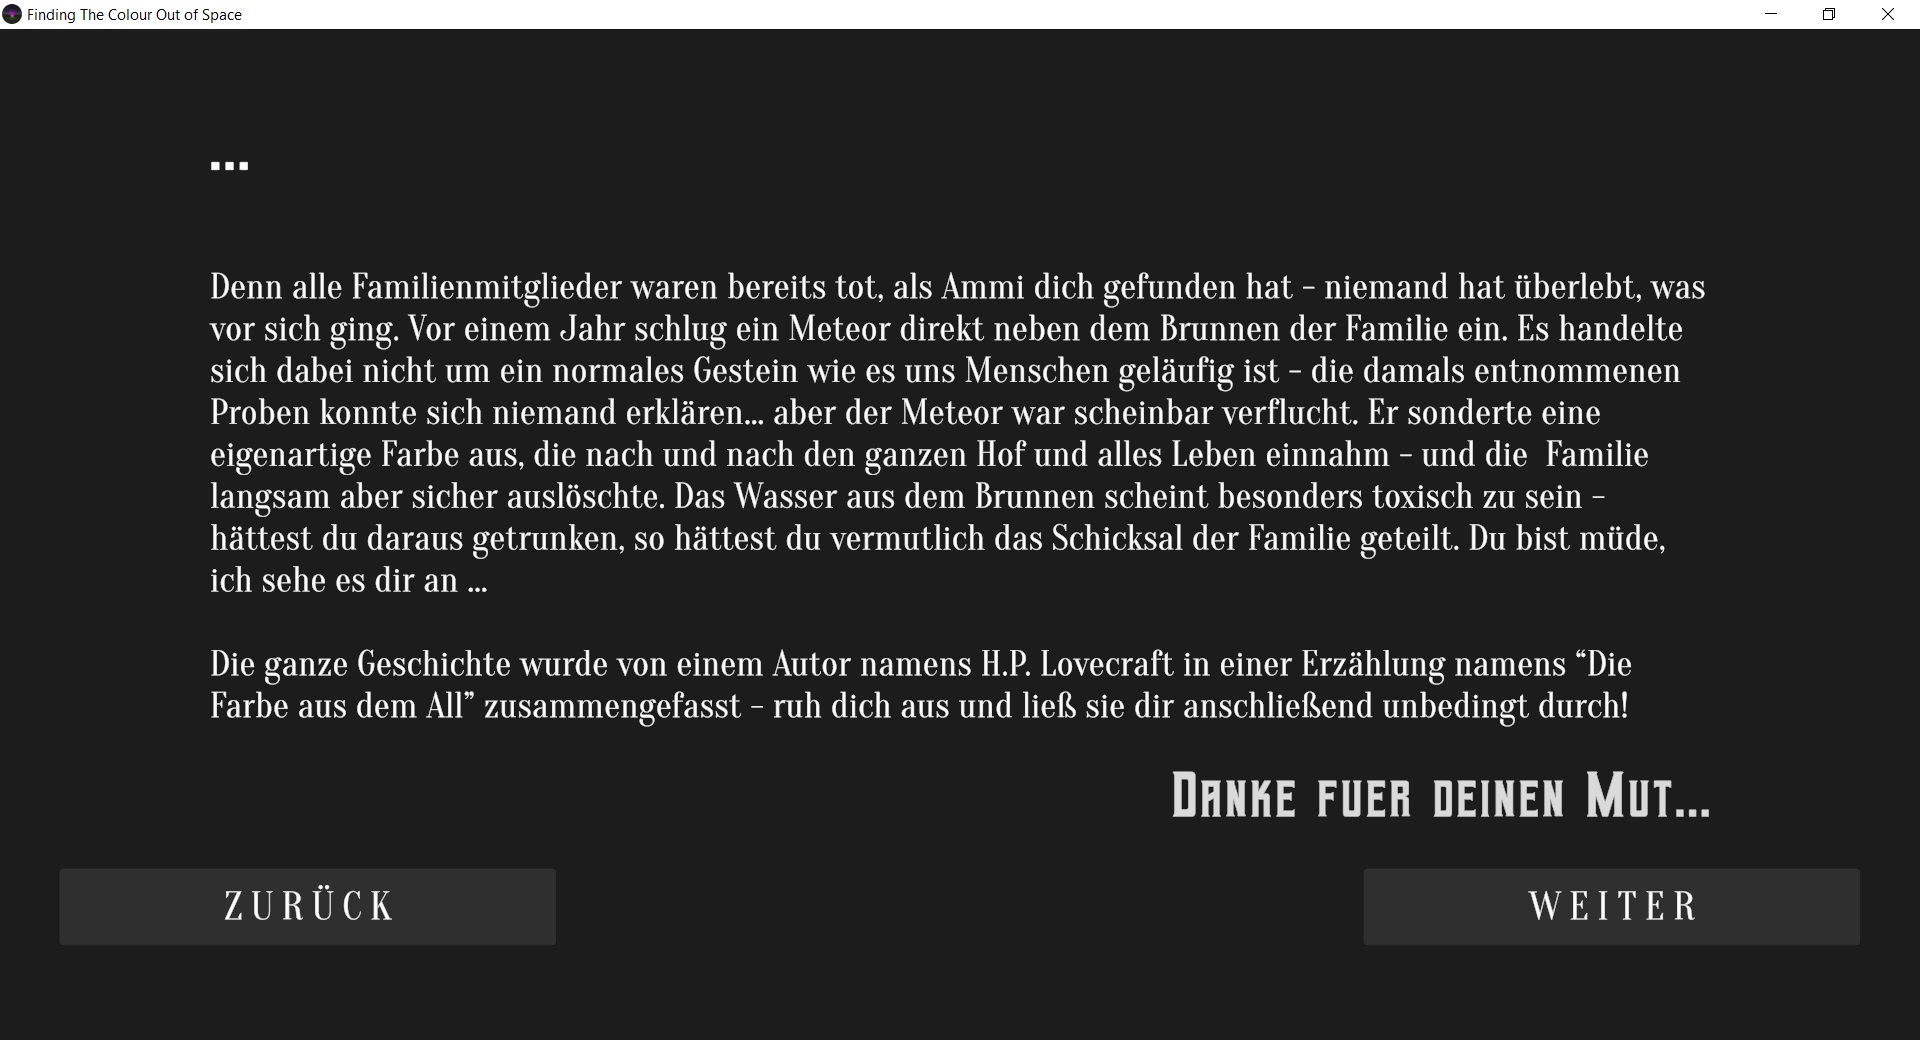 Finding The Colour Out of Space
...
Denn alle Familienmitglieder waren bereits tot, als Ammi dich gefunden hat - niemand hat überlebt, was
vor sich ging. Vor einem Jahr schlug ein Meteor direkt neben dem Brunnen der Familie ein. Es handelte
sich dabei nicht um ein normales Gestein wie es uns Menschen geläufig ist - die damals entnommenen
Proben konnte sich niemand erklären... aber der Meteor war scheinbar verflucht. Er sonderte eine
eigenartige Farbe aus, die nach und nach den ganzen Hof und alles Leben einnahm - und die  Familie
langsam aber sicher auslöschte. Das Wasser aus dem Brunnen scheint besonders toxisch zu sein -
hättest du daraus getrunken, so hättest du vermutlich das Schicksal der Familie geteilt. Du bist müde,
ich sehe es dir an ...
Die ganze Geschichte wurde von einem Autor namens H.P. Lovecraft in einer Erzählung namens “Die
Farbe aus dem All” zusammengefasst - ruh dich aus und ließ sie dir anschließend unbedingt durch!
Danke fuer deinen Mut...
ZURÜCK
WEITER